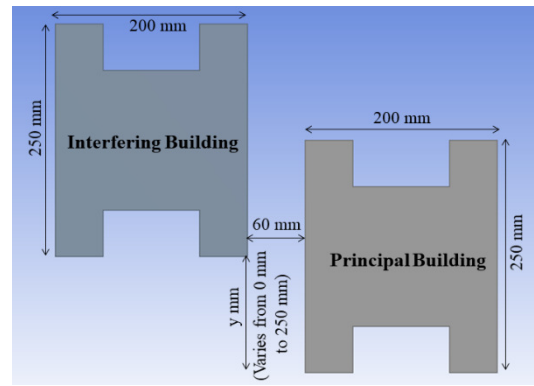 200 mm
250 mm
Interfering Building
200 mm
60 mm
Principal Building
250 mm
y mm
(Varies from 0 mm
to 250 mm)